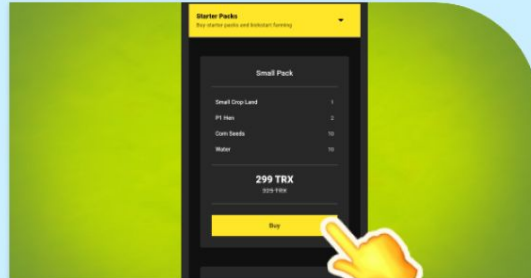 Starter Packs
Buy starter packs and kickstart farming
Small Pack
Small Crop Land 1
P1 Hen 2
Corn Seeds 10
Water 10
299 TRX
325 TRX
Buy